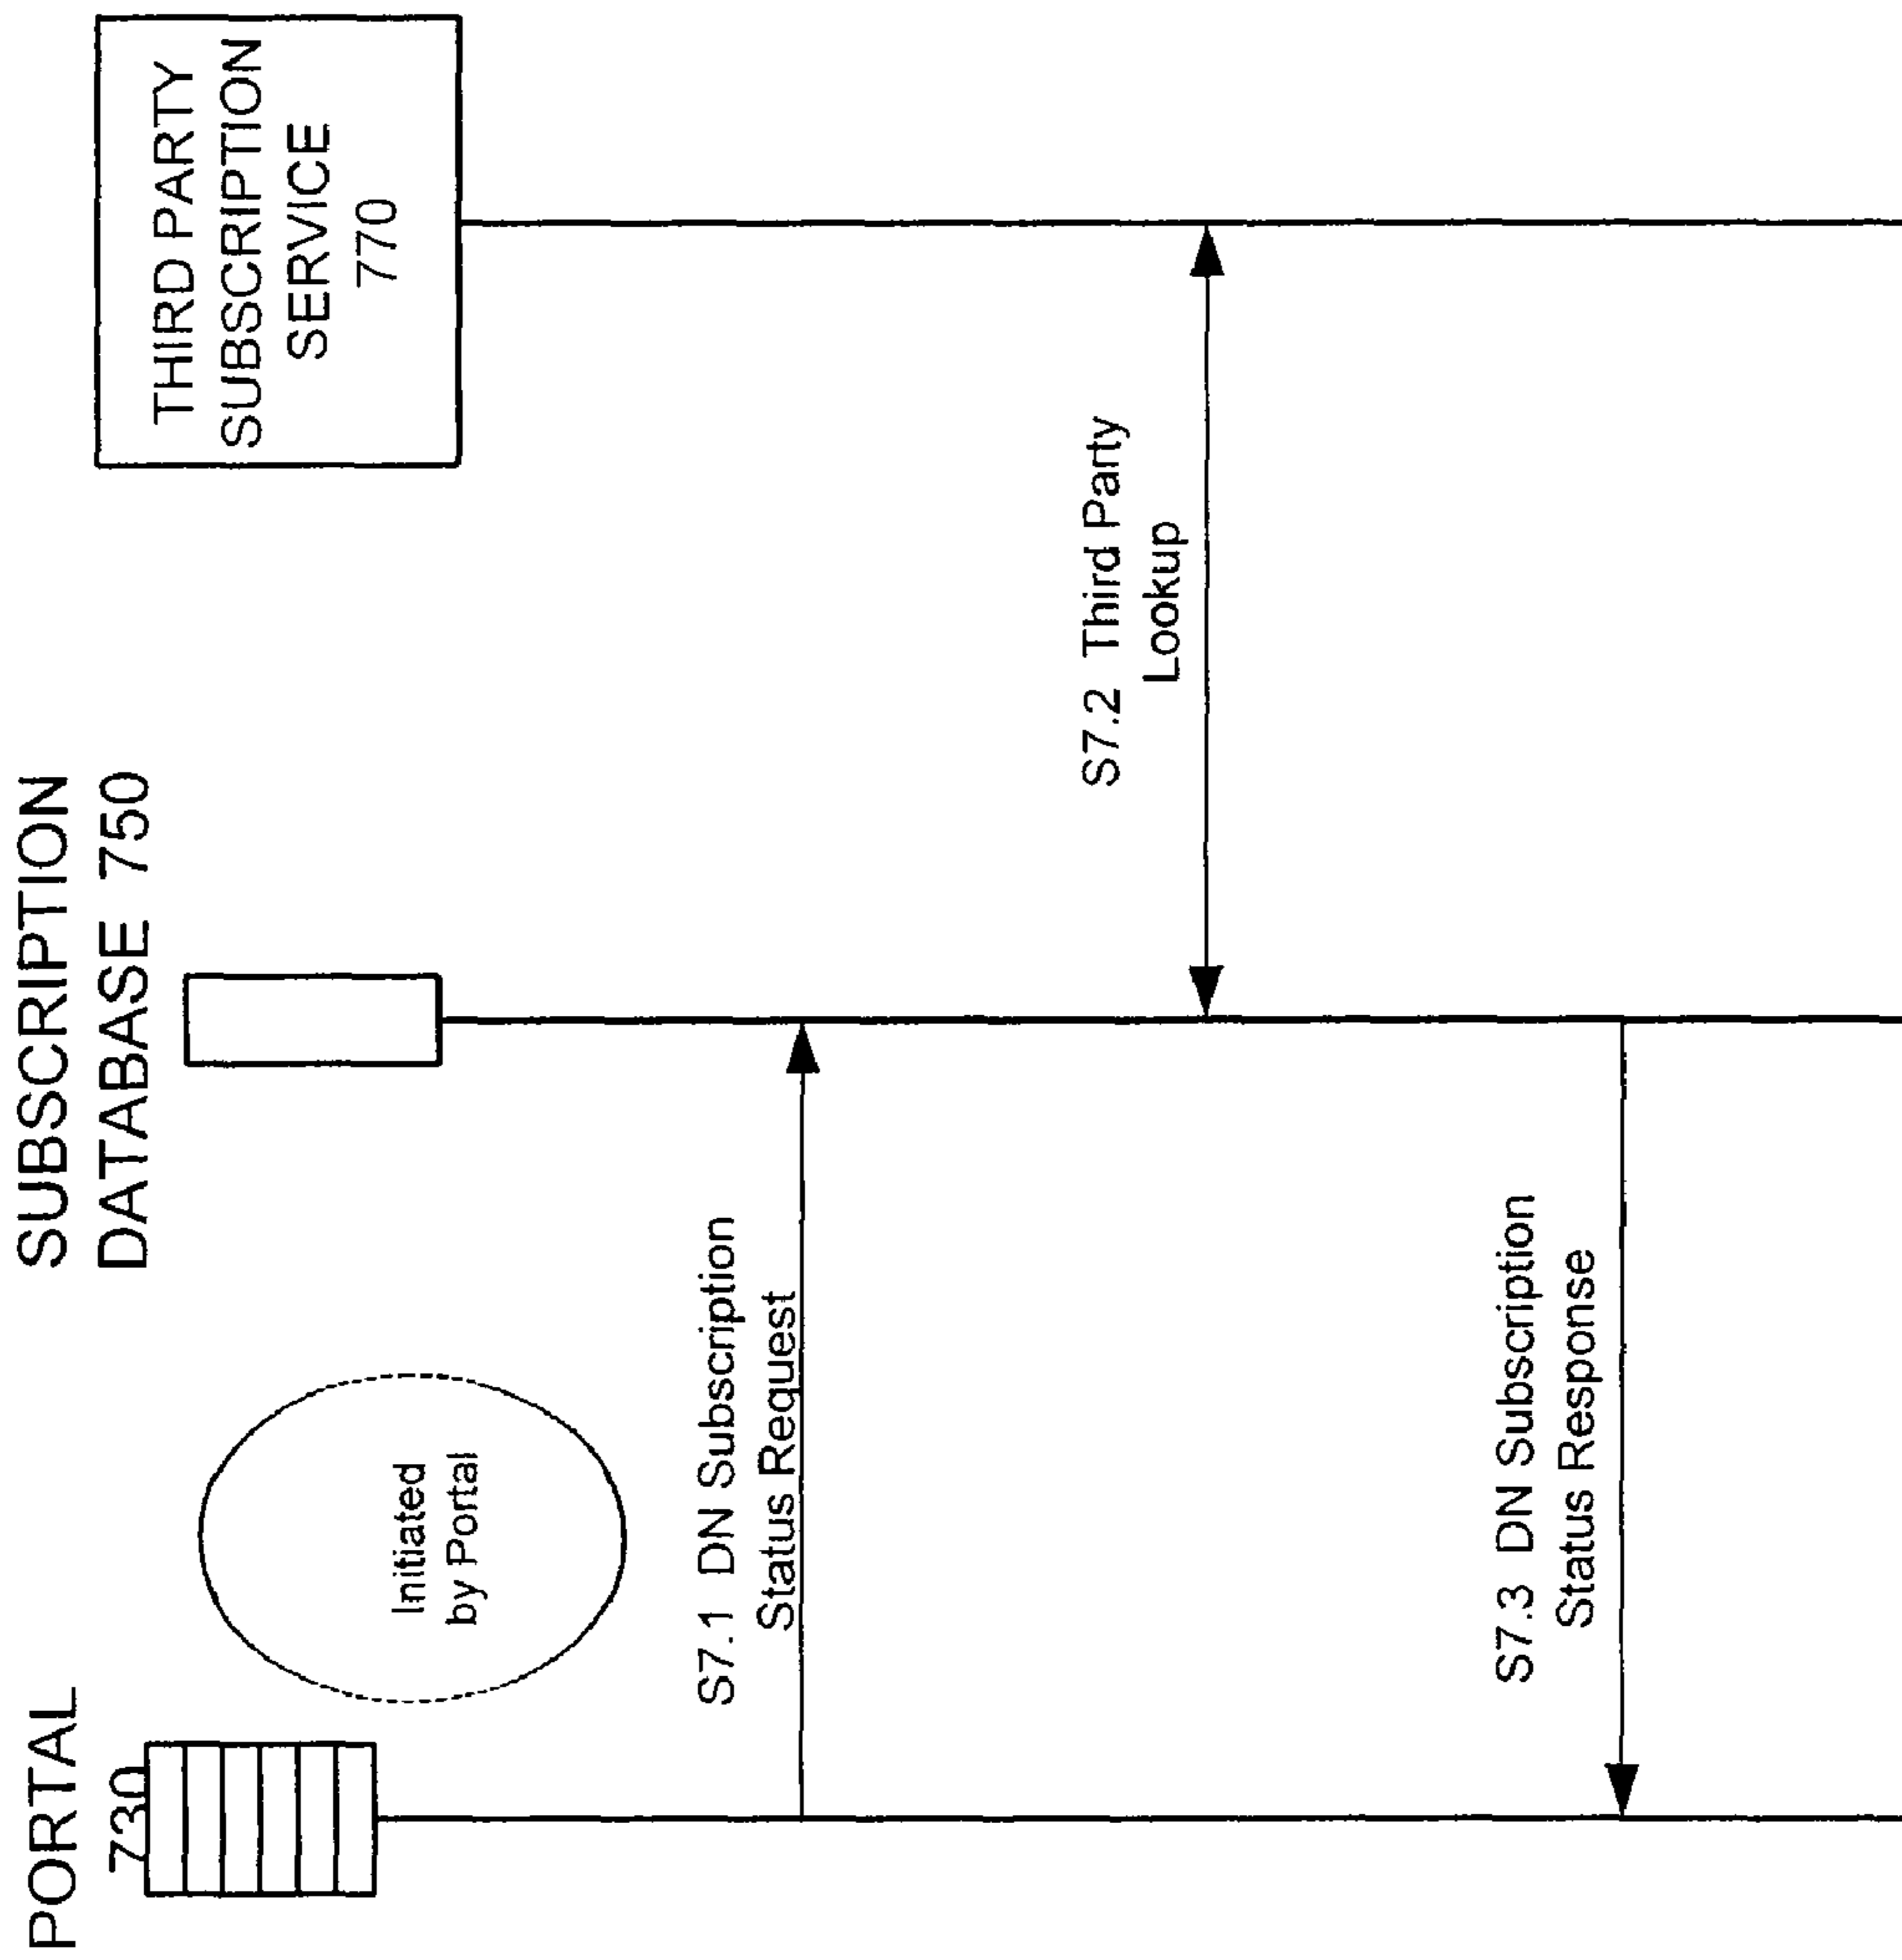 PORTAL
730
SUBSCRIPTION
DATABASE 750
THIRD PARTY
SUBSCRIPTION
SERVICE
770
Initiated
by Portal
S7.1 DN Subscription
Status Request
S7.2 Third Party
Lookup
S7.3 DN Subscription
Status Response